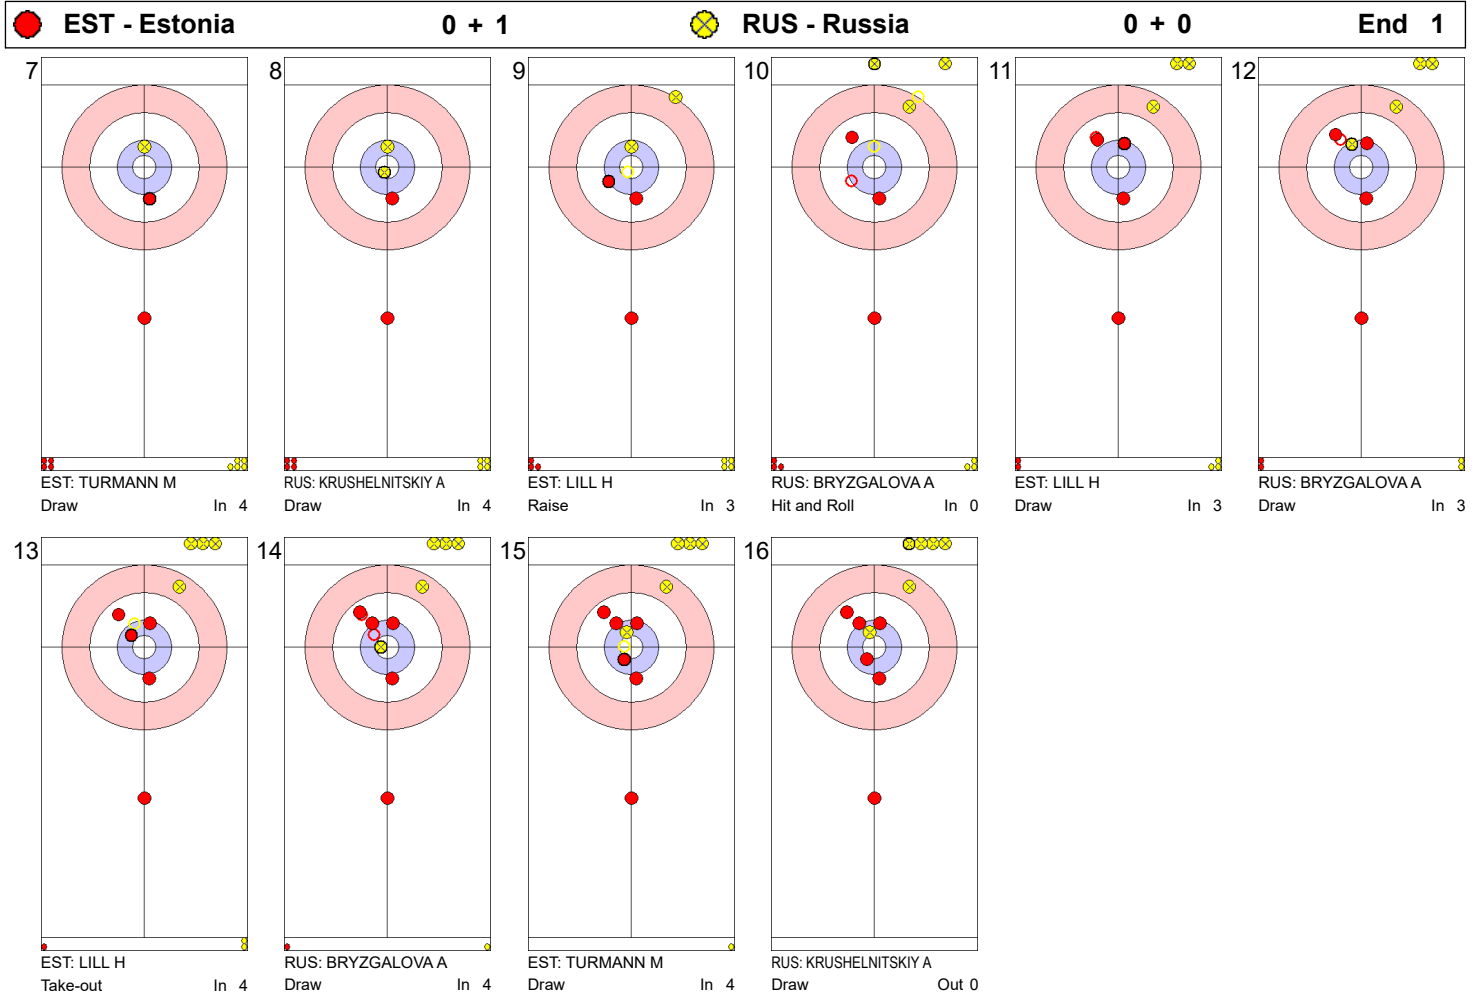 EST - Estonia 0 + 1 RUS - Russia 0 + 0 End 1
7 8 9 10 11 12
EST: TURMANN M
Draw In 4
RUS: KRUSHELNITSKIY A
Draw In 4
EST: LILL H
Raise In 3
RUS: BRYZGALOVA A
Hit and Roll In 0
EST: LILL H
Draw In 3
RUS: BRYZGALOVA A
Draw In 3
13 14 15 16
EST: LILL H
Take-out In 4
RUS: BRYZGALOVA A
Draw In 4
EST: TURMANN M
Draw In 4
RUS: KRUSHELNITSKIY A
Draw Out 0